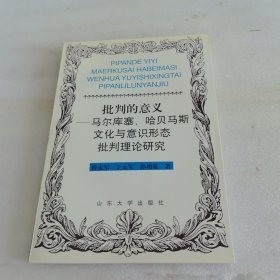 PIPANDE YIYI
MAERKUSAI HABEIMASI
WENHUA YUYISHIXINGTAI
PIPANLILUNYANJIU
批判的意义
——马尔库塞、哈贝马斯
文化与意识形态
批判理论研究
著
山东大学出版社